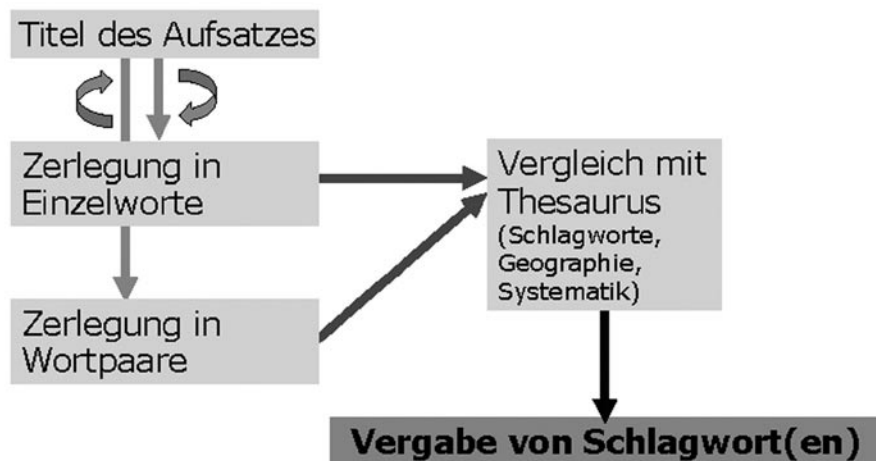 Titel des Aufsatzes
Zerlegung in
Einzelworte
Vergleich mit
Thesaurus
(Schlagworte,
Geographie,
Systematik)
Zerlegung in
Wortpaare
Vergabe von Schlagwort(en)